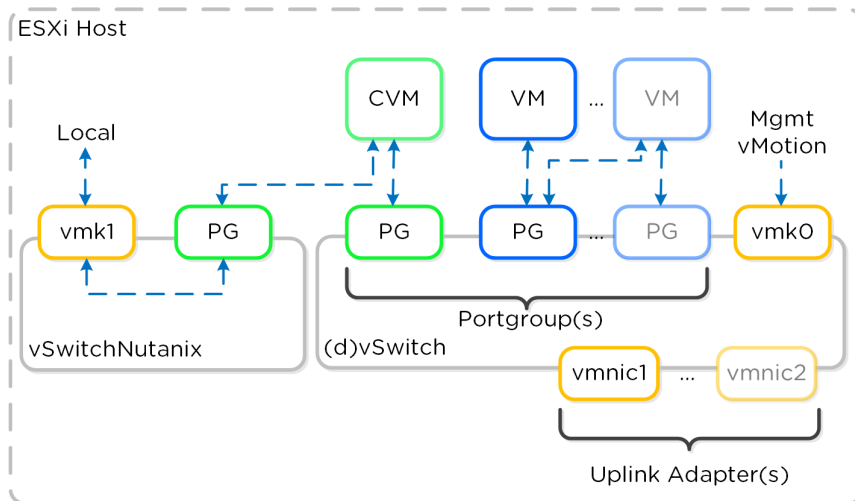 ESXi Host
CVM
VM
...
VM
Local
Mgmt
vMotion
vmk1
PG
PG
PG
...
PG
vmk0
Portgroup(s)
vSwitchNutanix
(d)vSwitch
vmnic1
...
vmnic2
Uplink Adapter(s)